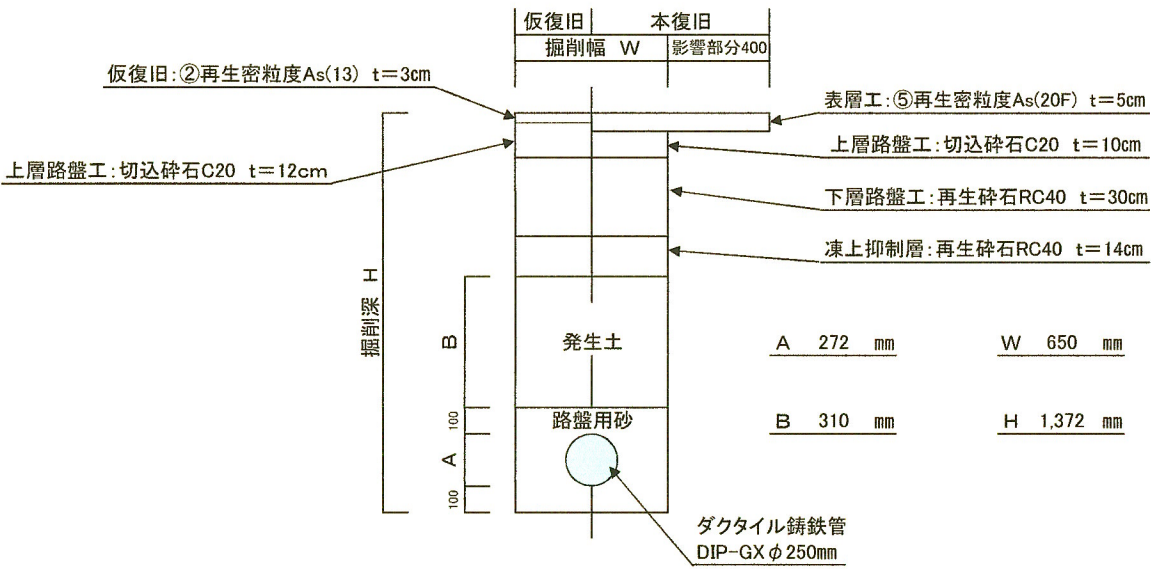 仮復旧 本復旧
掘削幅 W 影響部分400
仮復旧:②再生密粒度As(13) t=3cm
表層工:⑤再生密粒度As(20F) t=5cm
上層路盤工:切込砕石C20 t=10cm
上層路盤工:切込砕石C20 t=12cm
下層路盤工:再生砕石RC40 t=30cm
凍上抑制層:再生砕石RC40 t=14cm
掘削深 H
B
発生土
A 272 mm
W 650 mm
100
路盤用砂
B 310 mm
H 1,372 mm
A
100
ダクタイル鋳鉄管
DIP-GXφ250mm